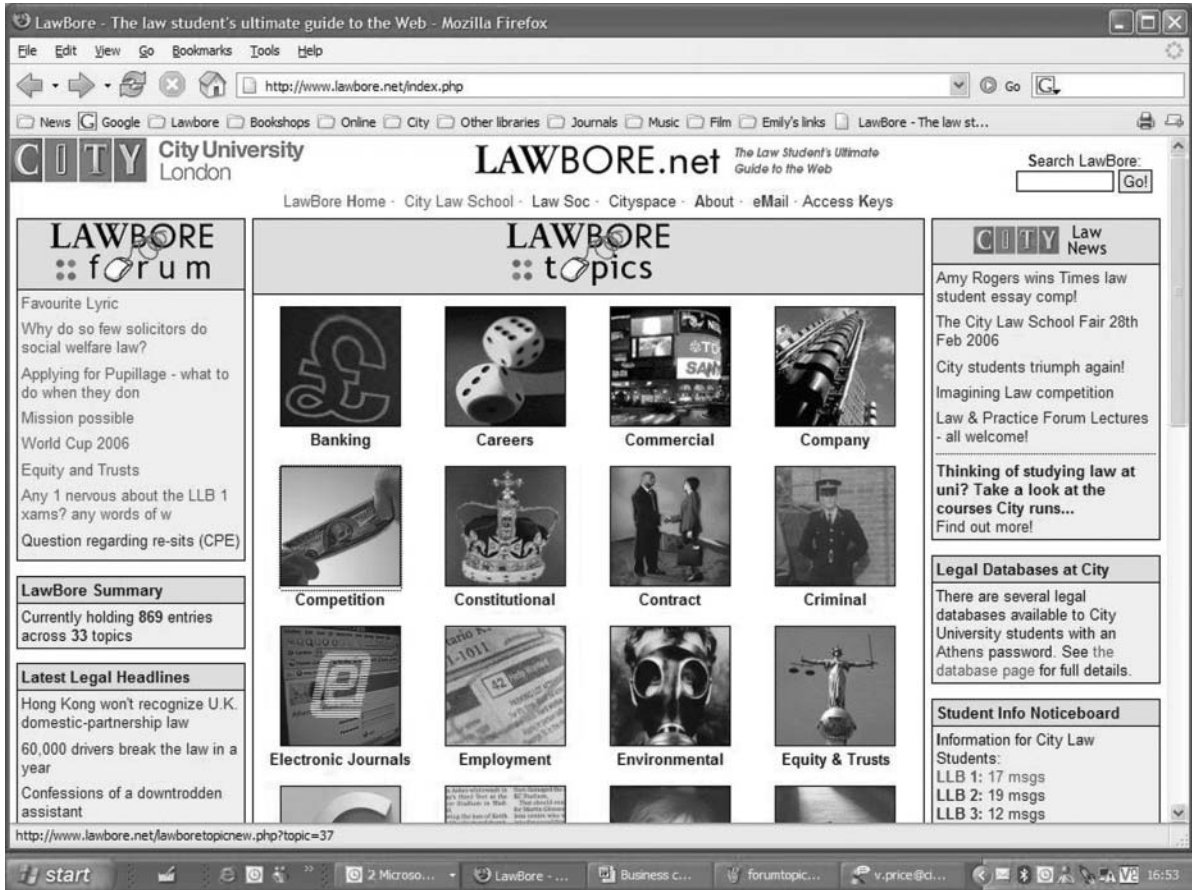 LawBore - The law student's ultimate guide to the Web - Mozilla Firefox
File Edit View Go Bookmarks Tools Help
http://www.lawbore.net/index.php
Go
G
News G Google Lawbore Bookshops Online City Other libraries Journals Music Film Emily's links LawBore - The law st...
CITY City University London
LAWBORE.net
The Law Student's Ultimate
Guide to the Web
Search LawBore:
Go!
LawBore Home · City Law School · Law Soc · Cityspace · About · eMail · Access Keys
LAWBORE
forum
Favourite Lyric
Why do so few solicitors do
social welfare law?
Applying for Pupillage - what to
do when they don
Mission possible
World Cup 2006
Equity and Trusts
Any 1 nervous about the LLB 1
xams? any words of w
Question regarding re-sits (CPE)
LawBore Summary
Currently holding 869 entries
across 33 topics
Latest Legal Headlines
Hong Kong won't recognize U.K.
domestic-partnership law
60,000 drivers break the law in a
year
Confessions of a downtrodden
assistant
LAWBORE
topics
SANY
Banking
Careers
Commercial
Company
Competition
Constitutional
Contract
Criminal
Electronic Journals
Employment
Environmental
Equity & Trusts
CITY Law
News
Amy Rogers wins Times law
student essay comp!
The City Law School Fair 28th
Feb 2006
City students triumph again!
Imagining Law competition
Law & Practice Forum Lectures
- all welcome!
Thinking of studying law at
uni? Take a look at the
courses City runs...
Find out more!
Legal Databases at City
There are several legal
databases available to City
University students with an
Athens password. See the
database page for full details.
Student Info Noticeboard
Information for City Law
Students:
LLB 1: 17 msgs
LLB 2: 19 msgs
LLB 3: 12 msgs
http://www.lawbore.net/lawboretopicnew.php?topic=37
start
2 Microso...
LawBore - ...
Business c...
forumtopic...
v.price@ci...
16:53